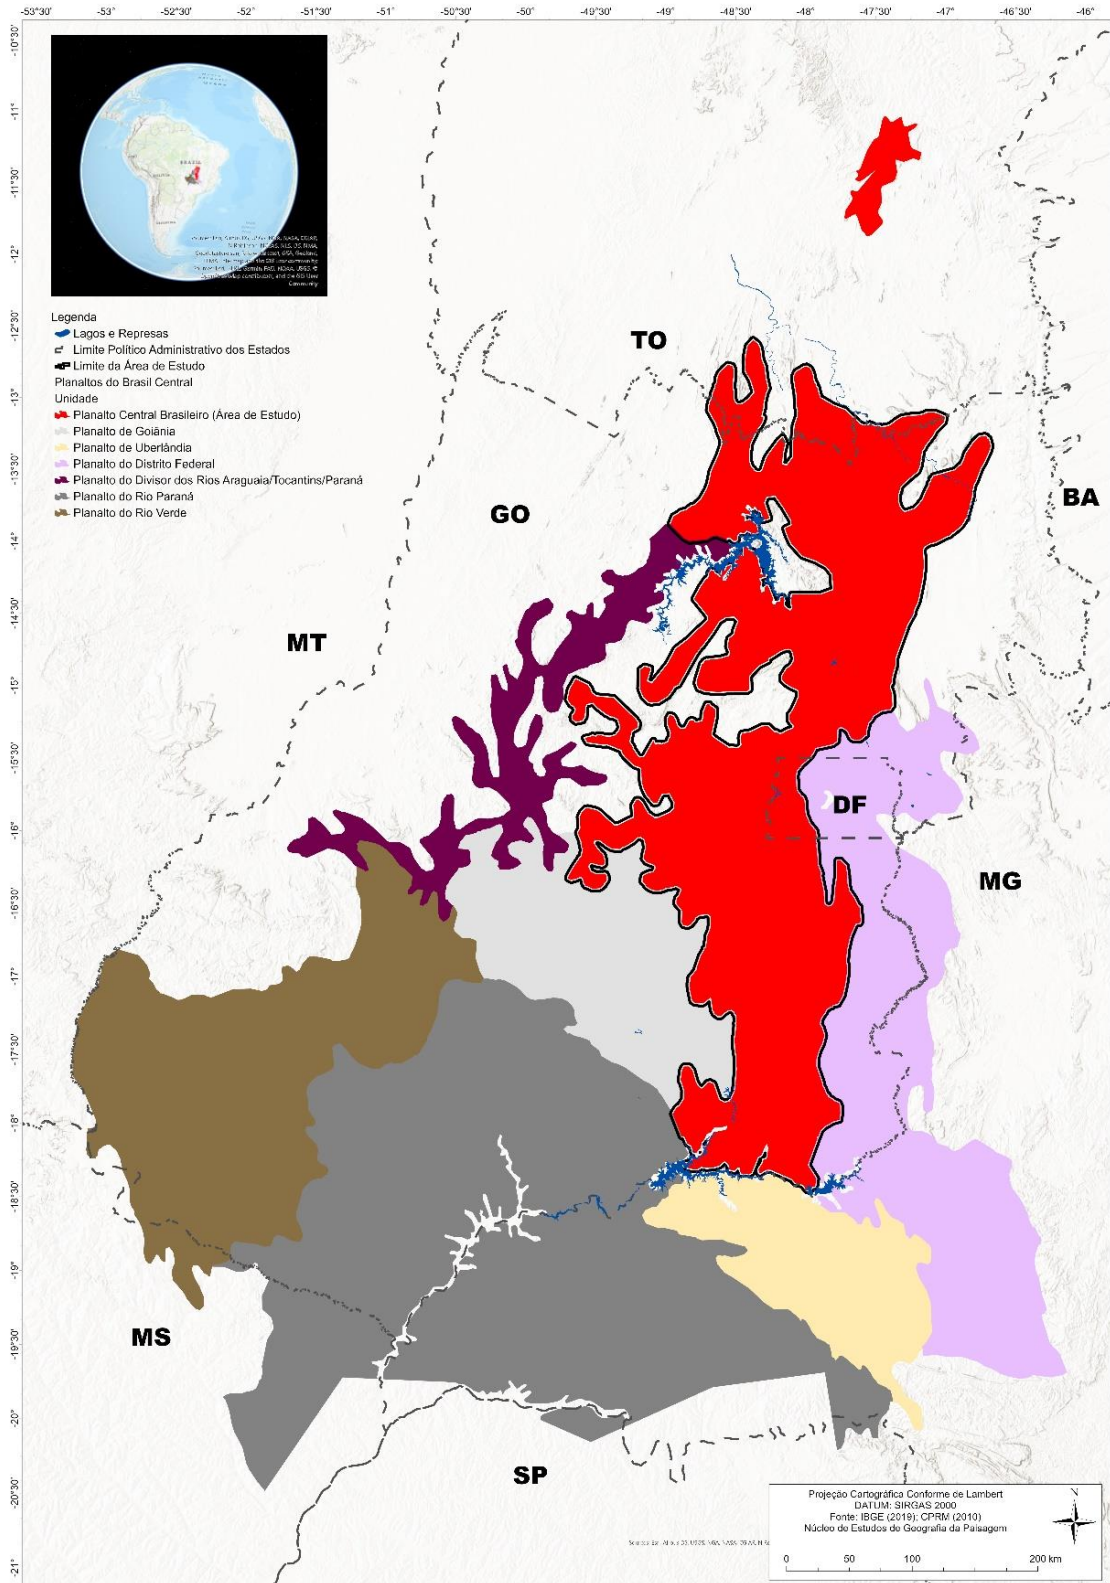 -53°30' -53° -52°30' -52° -51°30' -51° -50°30' -50° -49°30' -49° -48°30' -48° -47°30' -47° -46°30' -46°
-10°30'
-11°
-11°30'
-12°
-12°30'
-13°
-13°30'
-14°
-14°30'
-15°
-15°30'
-16°
-16°30'
-17°
-17°30'
-18°
-18°30'
-19°
-19°30'
-20°
-20°30'
-21°
Community
Legenda
Lagos e Represas
Limite Político Administrativo dos Estados
Limite da Área de Estudo
Planaltos do Brasil Central
Unidade
Planalto Central Brasileiro (Área de Estudo)
Planalto de Goiânia
Planalto de Uberlândia
Planalto do Distrito Federal
Planalto do Divisor dos Rios Araguaia/Tocantins/Paraná
Planalto do Rio Paraná
Planalto do Rio Verde
TO
BA
GO
MT
DF
MG
MS
SP
Projeção Cartográfica Conforme de Lambert
DATUM: SIRGAS 2000
Fonte: IBGE (2019); CPRM (2010)
Núcleo de Estudos de Geografia da Paisagem
N
0 50 100 200 km